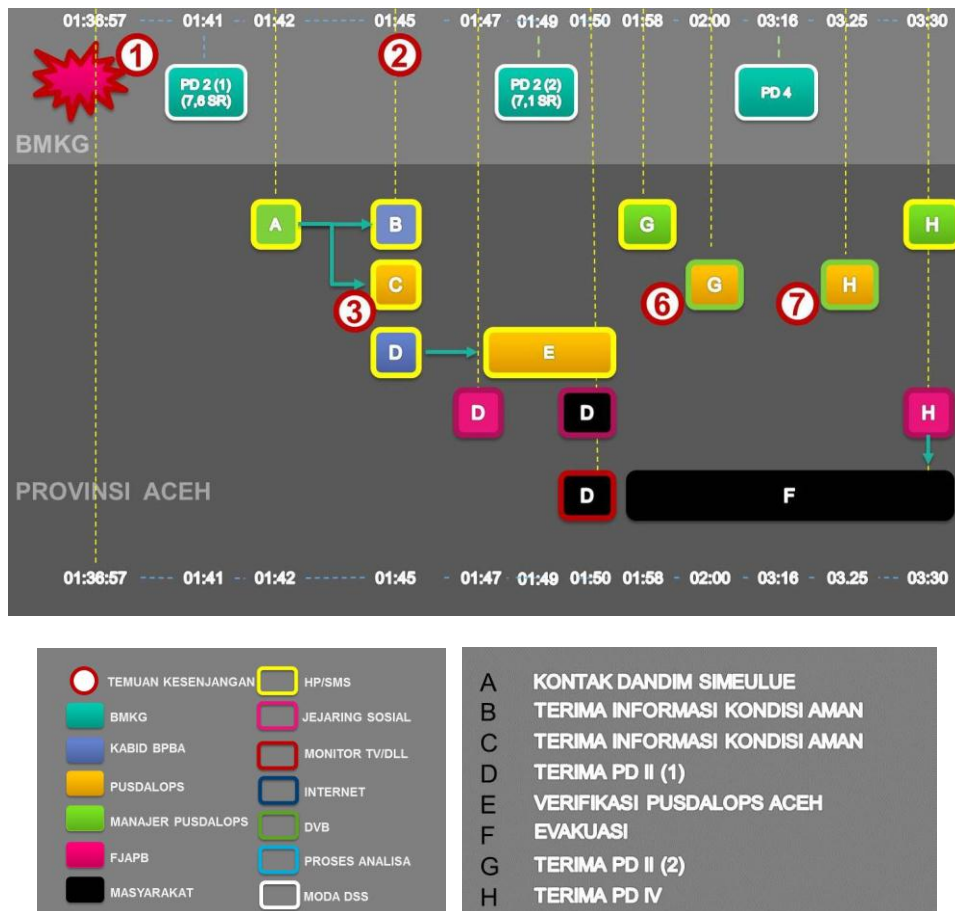 01:36:57 01:41 01:42 01:45 01:47 01:49 01:50 01:58 02:00 03:16 03.25 03:30
1
2
PD 2 (1)
(7,6 SR)
PD 2 (2)
(7,1 SR)
PD 4
BMKG
A
B
G
H
C
3
6
G
7
H
D
E
D
D
H
PROVINSI ACEH
D
F
01:36:57 01:41 01:42 01:45 01:47 01:49 01:50 01:58 02:00 03:16 03.25 03:30
TEMUAN KESENJANGAN
BMKG
KABID BPBA
PUSDALOPS
MANAJER PUSDALOPS
FJAPB
MASYARAKAT
HP/SMS
JEJARING SOSIAL
MONITOR TV/DLL
INTERNET
DVB
PROSES ANALISA
MODA DSS
A KONTAK DANDIM SIMEULUE
B TERIMA INFORMASI KONDISI AMAN
C TERIMA INFORMASI KONDISI AMAN
D TERIMA PD II (1)
E VERIFIKASI PUSDALOPS ACEH
F EVAKUASI
G TERIMA PD II (2)
H TERIMA PD IV